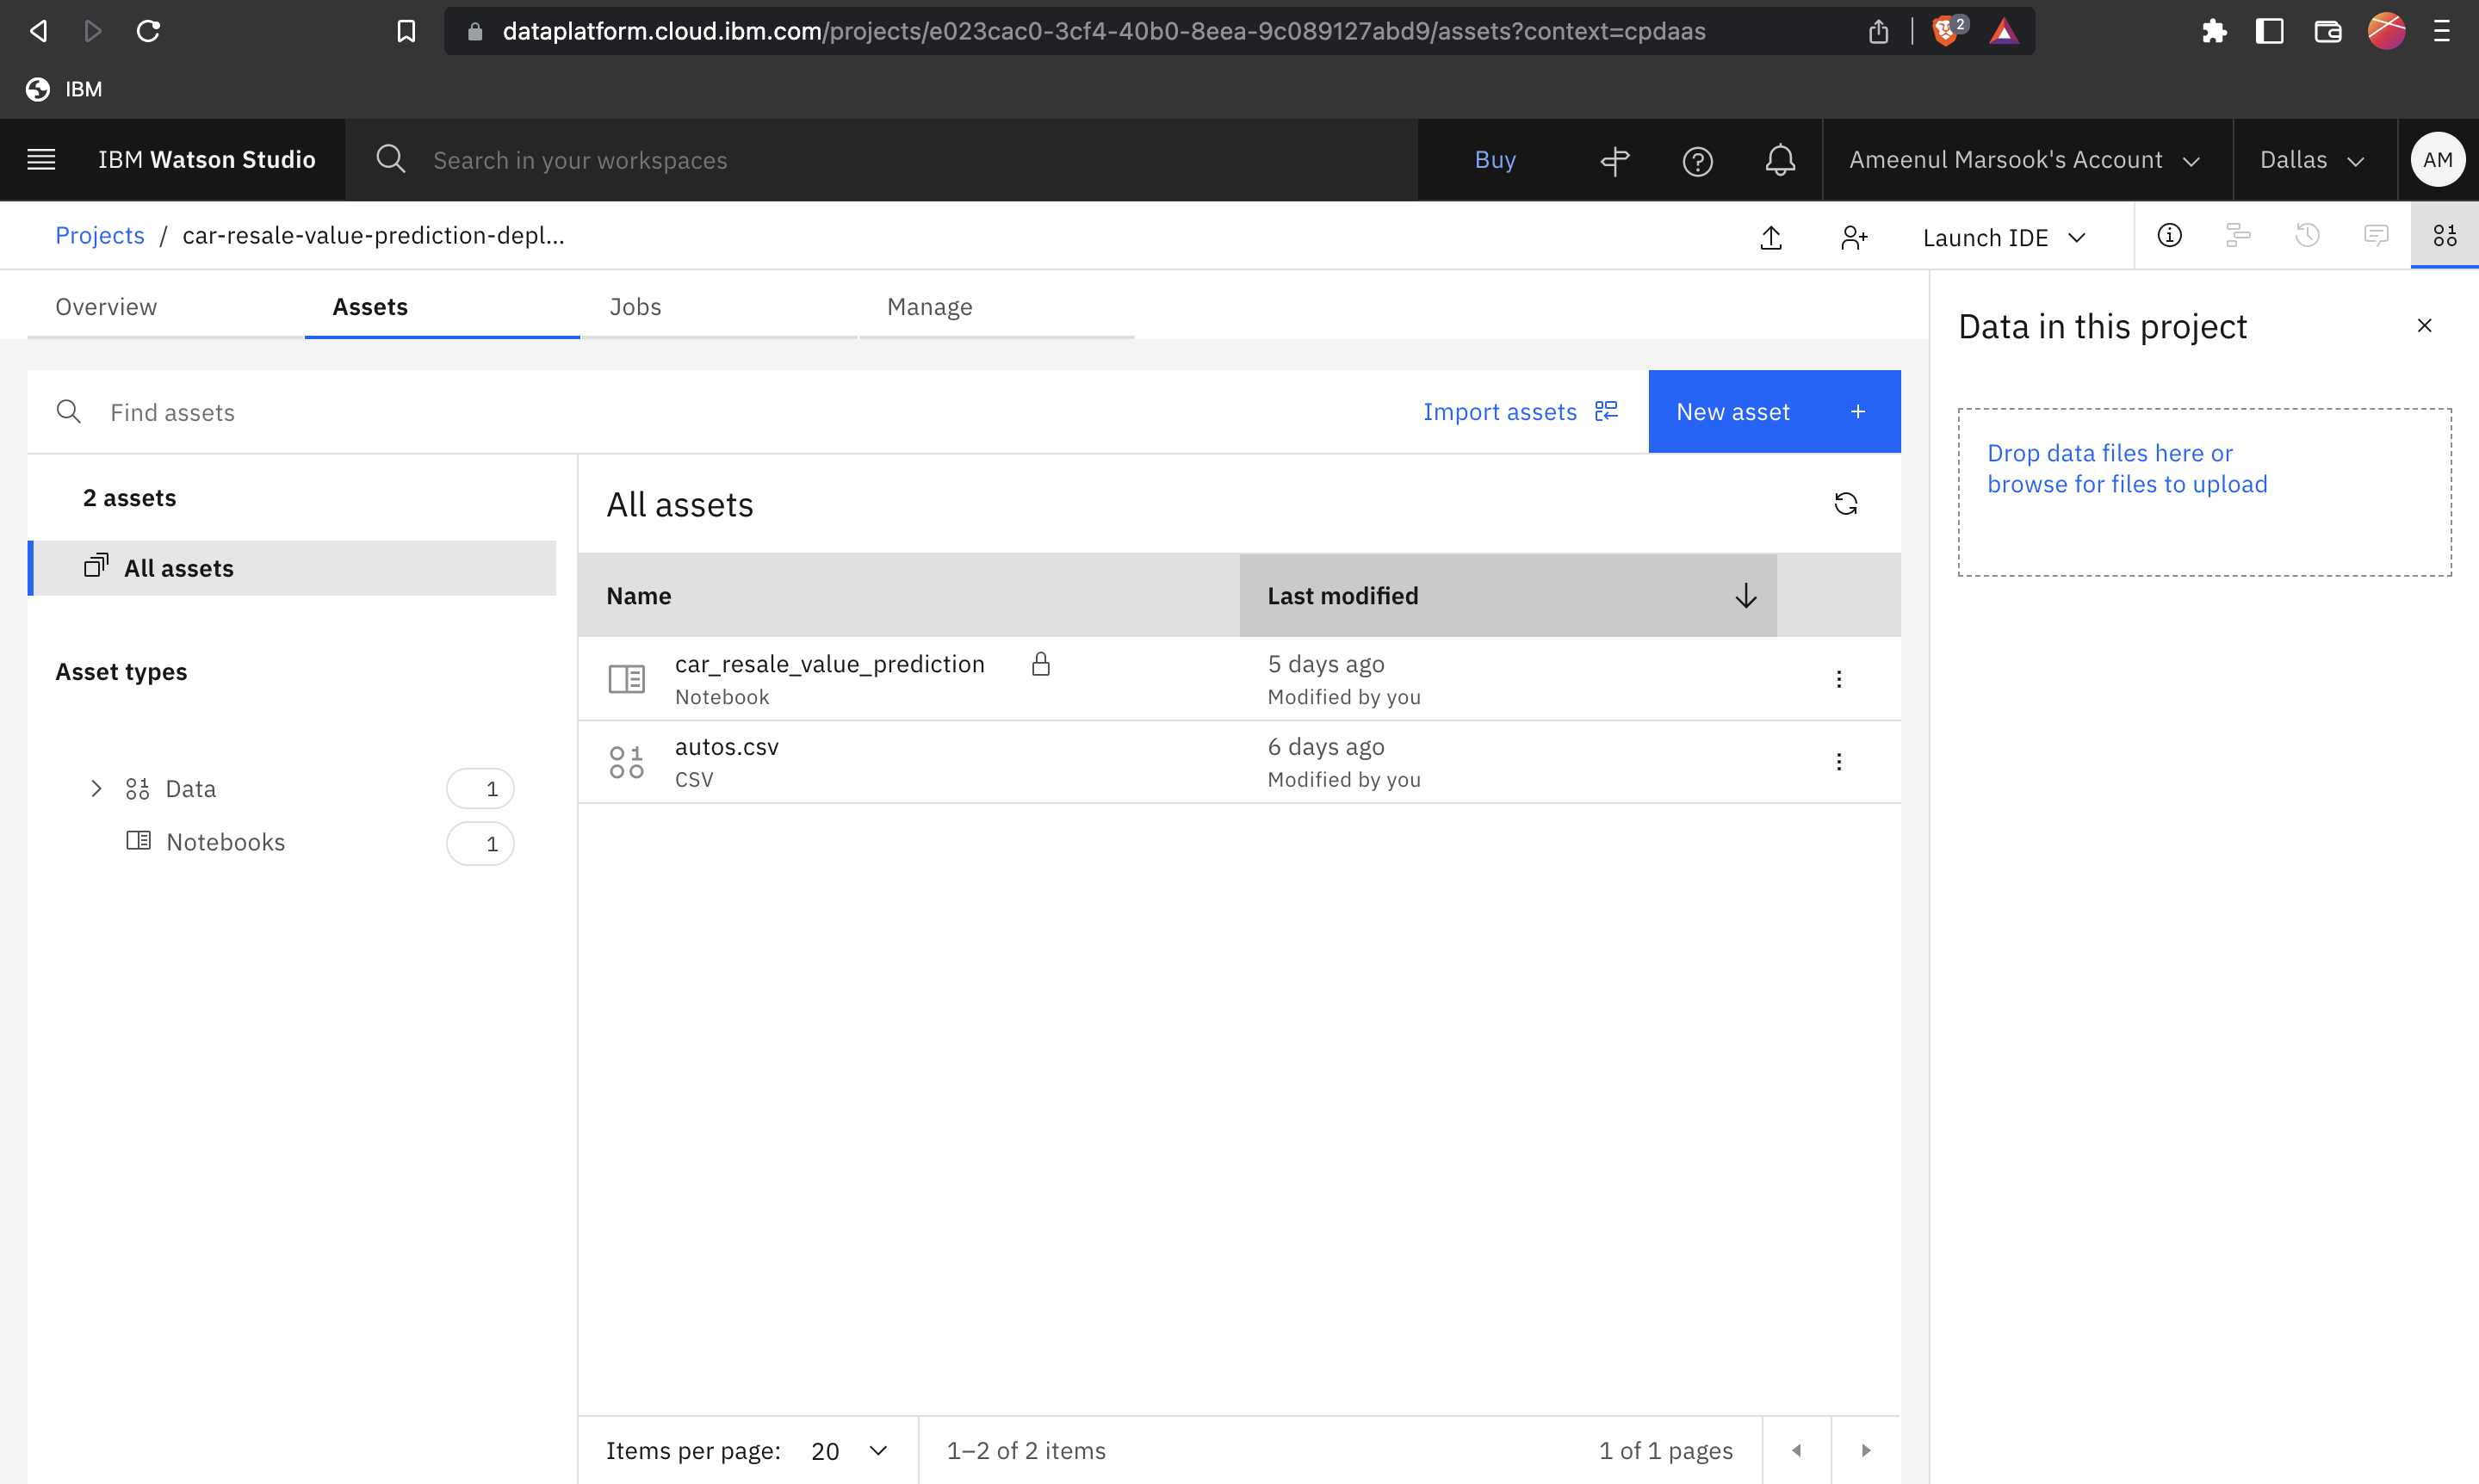 dataplatform.cloud.ibm.com/projects/e023cac0-3cf4-40b0-8eea-9c089127abd9/assets?context=cpdaas
2
IBM
IBM Watson Studio
Search in your workspaces
Buy
Ameenul Marsook's Account
Dallas
AM
Projects / car-resale-value-prediction-depl...
Launch IDE
Overview
Assets
Jobs
Manage
Data in this project
Find assets
Import assets
New asset +
Drop data files here or
browse for files to upload
2 assets
All assets
All assets
Name
Last modified
Asset types
car_resale_value_prediction
5 days ago
Notebook
Modified by you
autos.csv
6 days ago
CSV
Modified by you
Data
1
Notebooks
1
Items per page: 20
1–2 of 2 items
1 of 1 pages